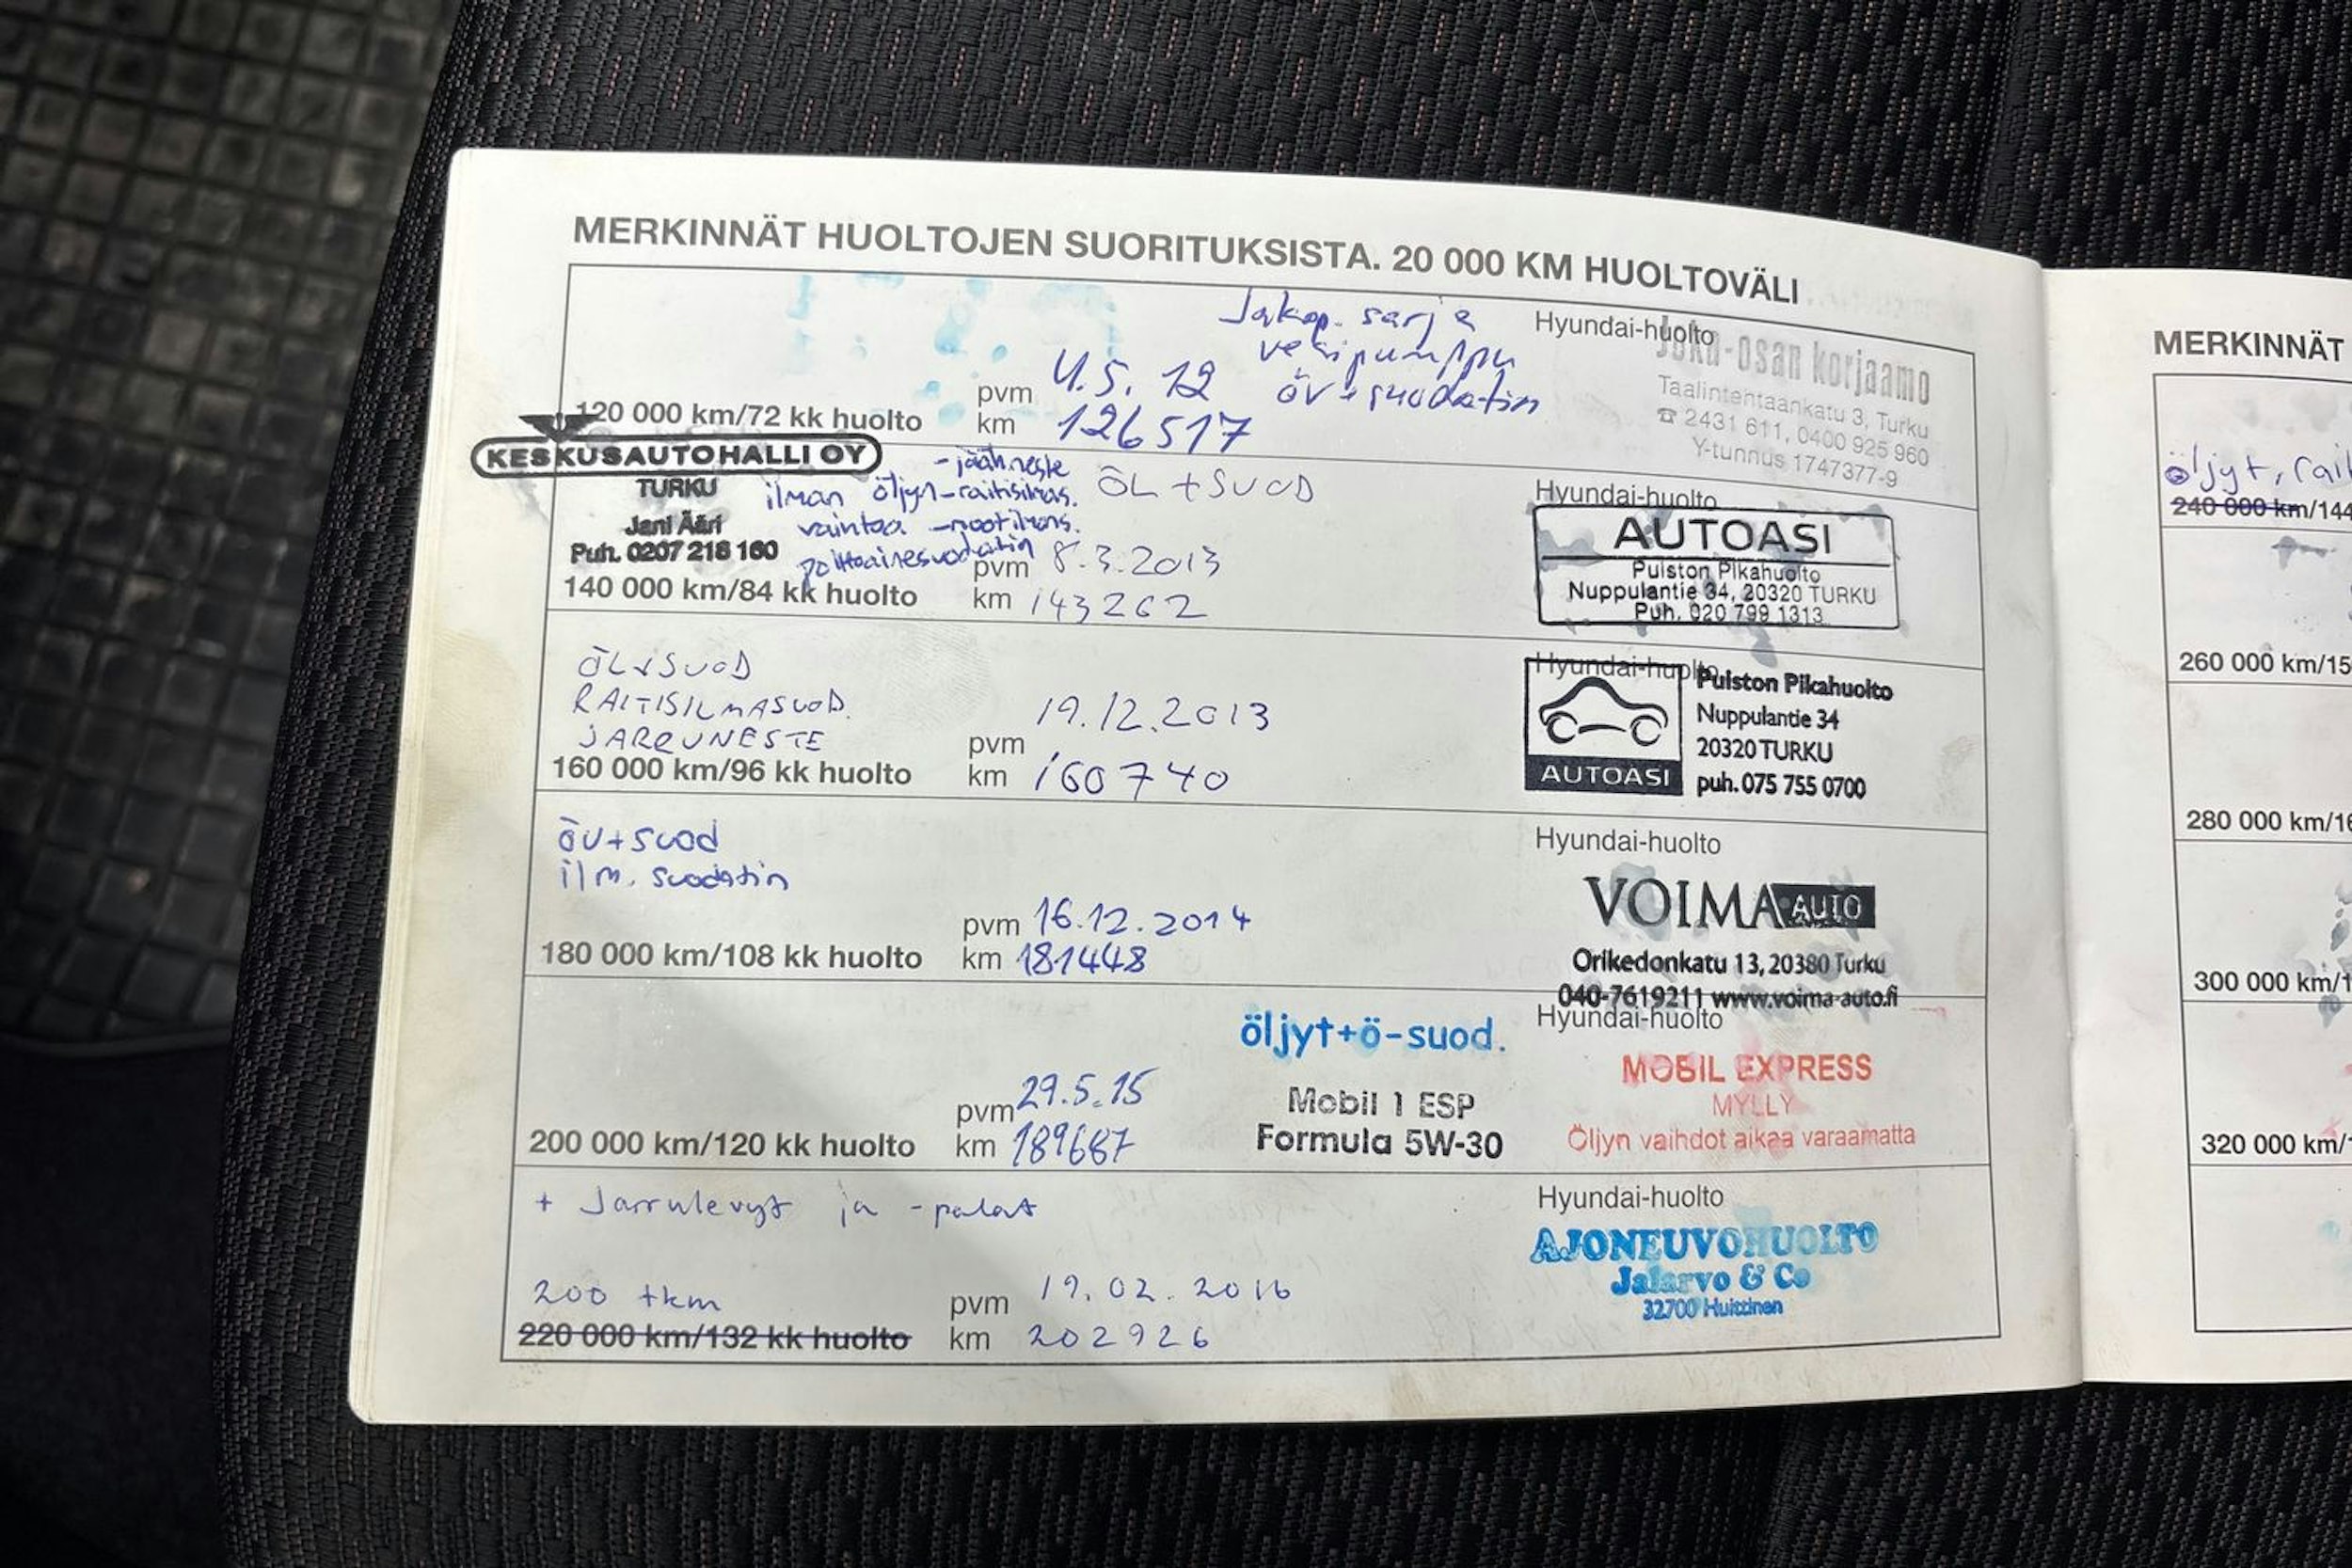 MERKINNÄT HUOLTOJEN SUORITUKSISTA. 20 000 KM HUOLTOVÄLI
Jakop. sarja
vesipumppu
öv + suodatin
pvm 4.5.12
km 126517
120 000 km/72 kk huolto
Hyundai-huolto
Joku-osan korjaamo
Taalintehtaankatu 3, Turku
☎ 2431 611, 0400 925 960
Y-tunnus 1747377-9
KESKUSAUTOHALLI OY
TURKU
Jani Ääri
Puh. 0207 218 160
-jäähneste
ilman öljyn -raitisilmas.
vaihtoa -moottilmans.
polttoainesuodatin
ÖL + SUOD
pvm 8.3.2013
km 143262
140 000 km/84 kk huolto
Hyundai-huolto
AUTOASI
Puiston Pikahuolto
Nuppulantie 34, 20320 TURKU
Puh. 020 799 1313
ÖL+SUOD
RAITISILMASUOD.
JARRUNESTE
pvm 19.12.2013
km 160740
160 000 km/96 kk huolto
Hyundai-huolto
AUTOASI
Puiston Pikahuolto
Nuppulantie 34
20320 TURKU
puh. 075 755 0700
öv+suod
ilm. suodatin
pvm 16.12.2014
km 181448
180 000 km/108 kk huolto
Hyundai-huolto
VOIMA AUTO
Orikedonkatu 13, 20380 Turku
040-7619211 www.voima-auto.fi
öljyt+ö-suod.
Mobil 1 ESP
Formula 5W-30
pvm 29.5.15
km 189687
200 000 km/120 kk huolto
Hyundai-huolto
MOBIL EXPRESS
MYLLY
Öljyn vaihdot aikaa varaamatta
+ Jarrulevyt ja -palat
200 tkm
pvm 19.02.2016
km 202926
220 000 km/132 kk huolto
Hyundai-huolto
AJONEUVOHUOLTO
Jalarvo & Co
32700 Huittinen
MERKINNÄT
öljyt, rai
240 000 km/144
260 000 km/15
280 000 km/16
300 000 km/1
320 000 km/